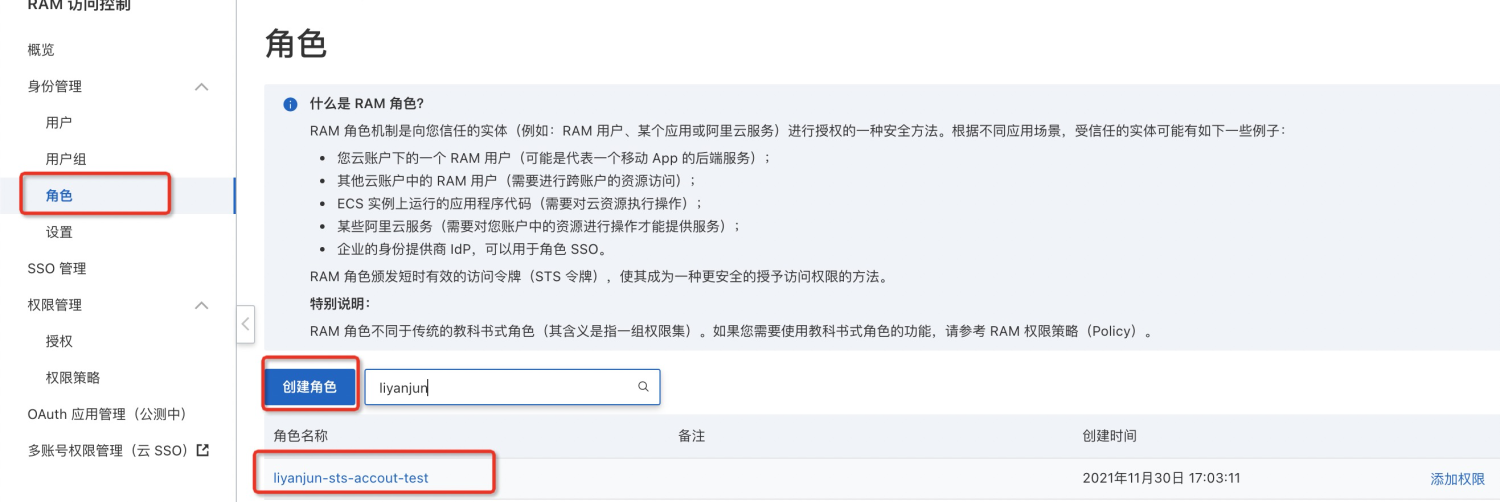 RAM 访问控制
概览
身份管理
用户
用户组
角色
设置
SSO 管理
权限管理
授权
权限策略
OAuth 应用管理（公测中）
多账号权限管理（云 SSO）
角色
什么是 RAM 角色?
RAM 角色机制是向您信任的实体（例如：RAM 用户、某个应用或阿里云服务）进行授权的一种安全方法。根据不同应用场景，受信任的实体可能有如下一些例子：
• 您云账户下的一个 RAM 用户（可能是代表一个移动 App 的后端服务）；
• 其他云账户中的 RAM 用户（需要进行跨账户的资源访问）；
• ECS 实例上运行的应用程序代码（需要对云资源执行操作）；
• 某些阿里云服务（需要对您账户中的资源进行操作才能提供服务）；
• 企业的身份提供商 IdP，可以用于角色 SSO。
RAM 角色颁发短时有效的访问令牌（STS 令牌），使其成为一种更安全的授予访问权限的方法。
特别说明：
RAM 角色不同于传统的教科书式角色（其含义是指一组权限集）。如果您需要使用教科书式角色的功能，请参考 RAM 权限策略（Policy）。
创建角色 liyanjun
角色名称 备注 创建时间
liyanjun-sts-accout-test 2021年11月30日 17:03:11 添加权限